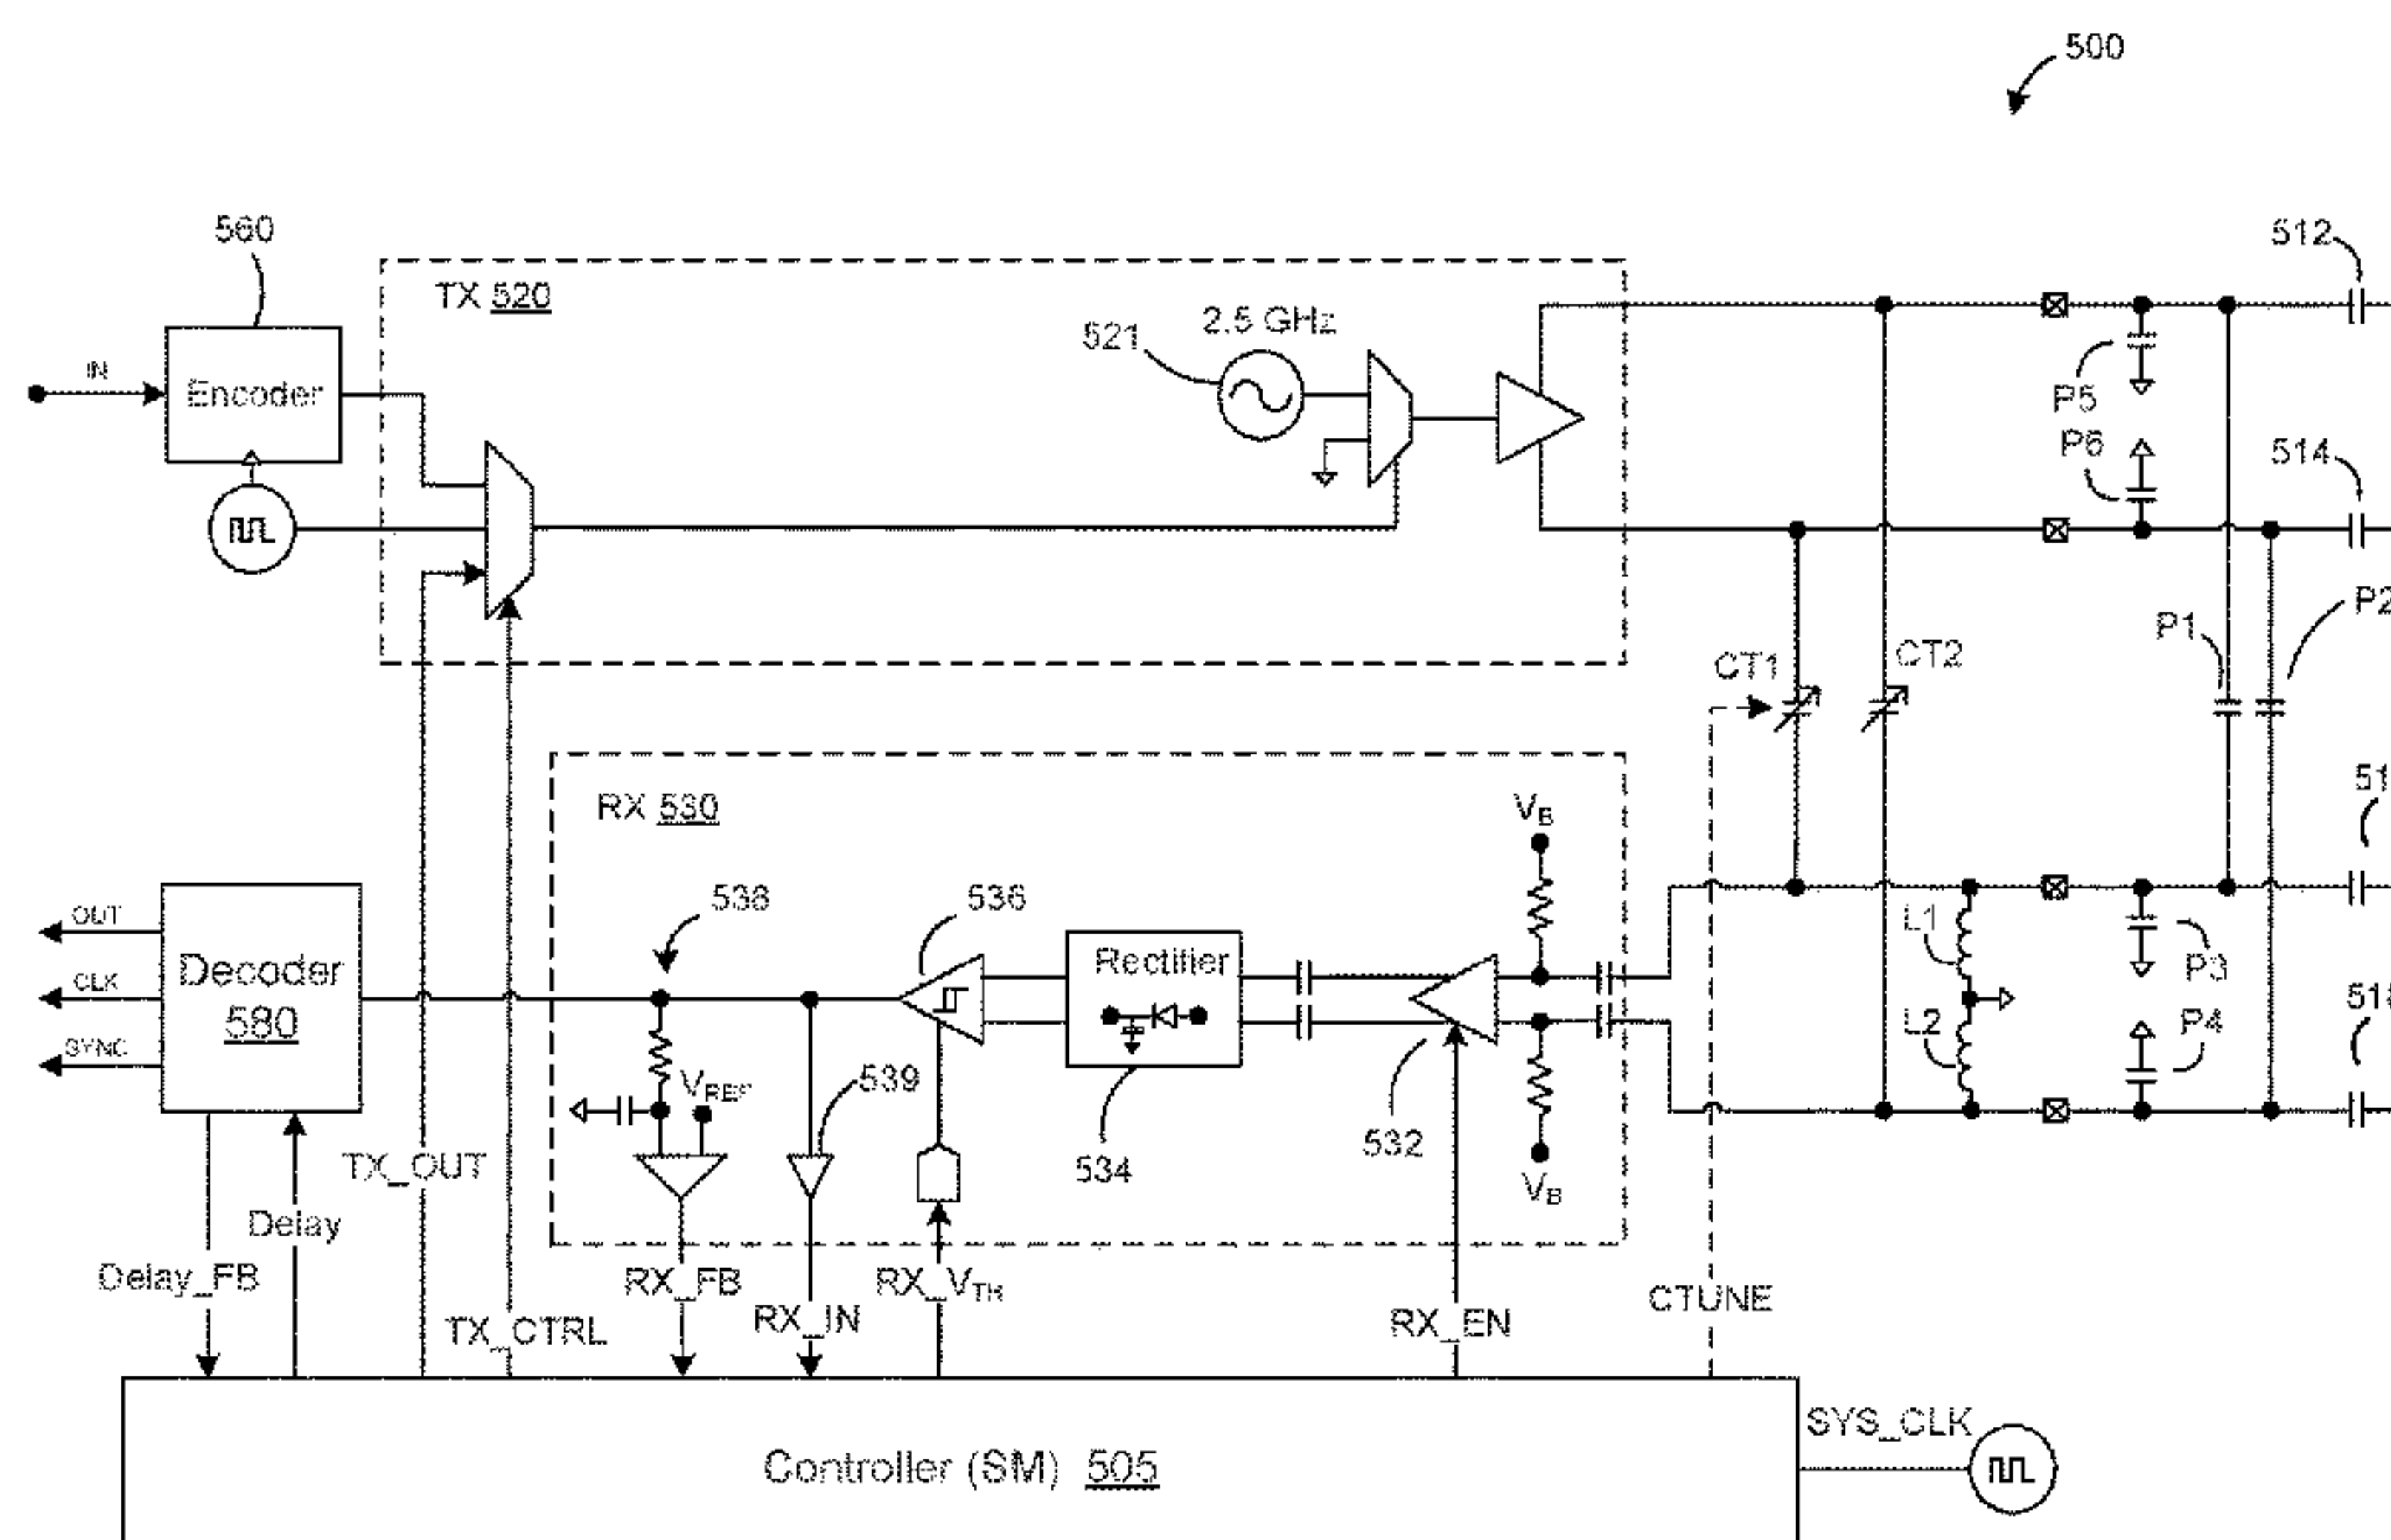 500
560
512
TX 520
2.5 GHz
521
IN
Encoder
P5
P6
514
P2
P1
CT1
CT2
RX 530
VB
538
536
OUT
Decoder
580
CLK
SYNC
Rectifier
L1
P3
L2
P4
VREF
539
534
532
VB
TX_OUT
Delay
Delay_FB
RX_FB
RX_VTH
TX_CTRL
RX_IN
RX_EN
CTUNE
SYS_CLK
Controller (SM) 505